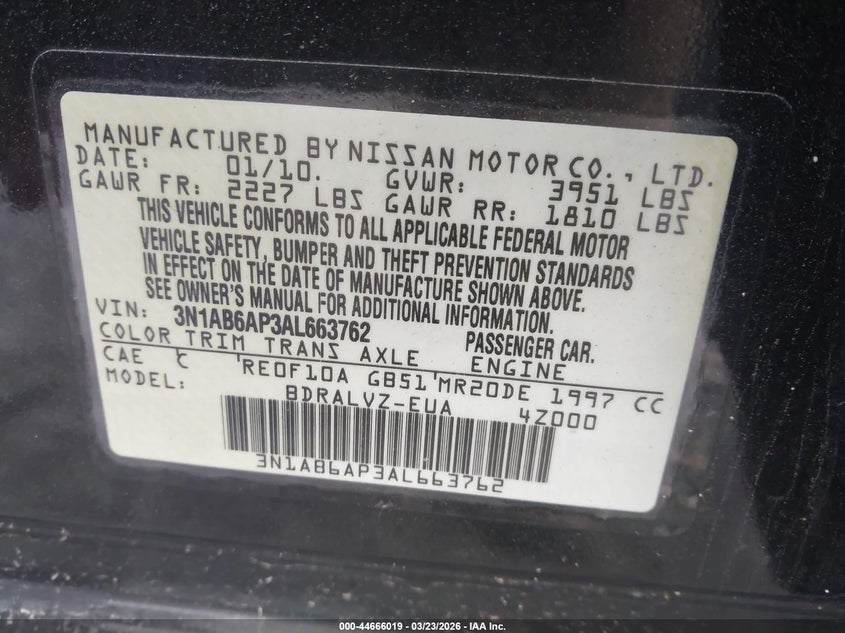 MANUFACTURED BY NISSAN MOTOR CO., LTD.
DATE: 01/10. GVWR: 3951 LBS
GAWR FR: 2227 LBS GAWR RR: 1810 LBS
THIS VEHICLE CONFORMS TO ALL APPLICABLE FEDERAL MOTOR
VEHICLE SAFETY, BUMPER AND THEFT PREVENTION STANDARDS
IN EFFECT ON THE DATE OF MANUFACTURE SHOWN ABOVE.
SEE OWNER'S MANUAL FOR ADDITIONAL INFORMATION.
VIN: 3N1AB6AP3AL663762 PASSENGER CAR.
COLOR TRIM TRANS AXLE ENGINE
CAE C RE0F10A GB51 MR20DE 1997 CC
MODEL: BDRALVZ-EUA 4Z000
3N1AB6AP3AL663762
000-44666019 — 03/23/2026 — IAA Inc.